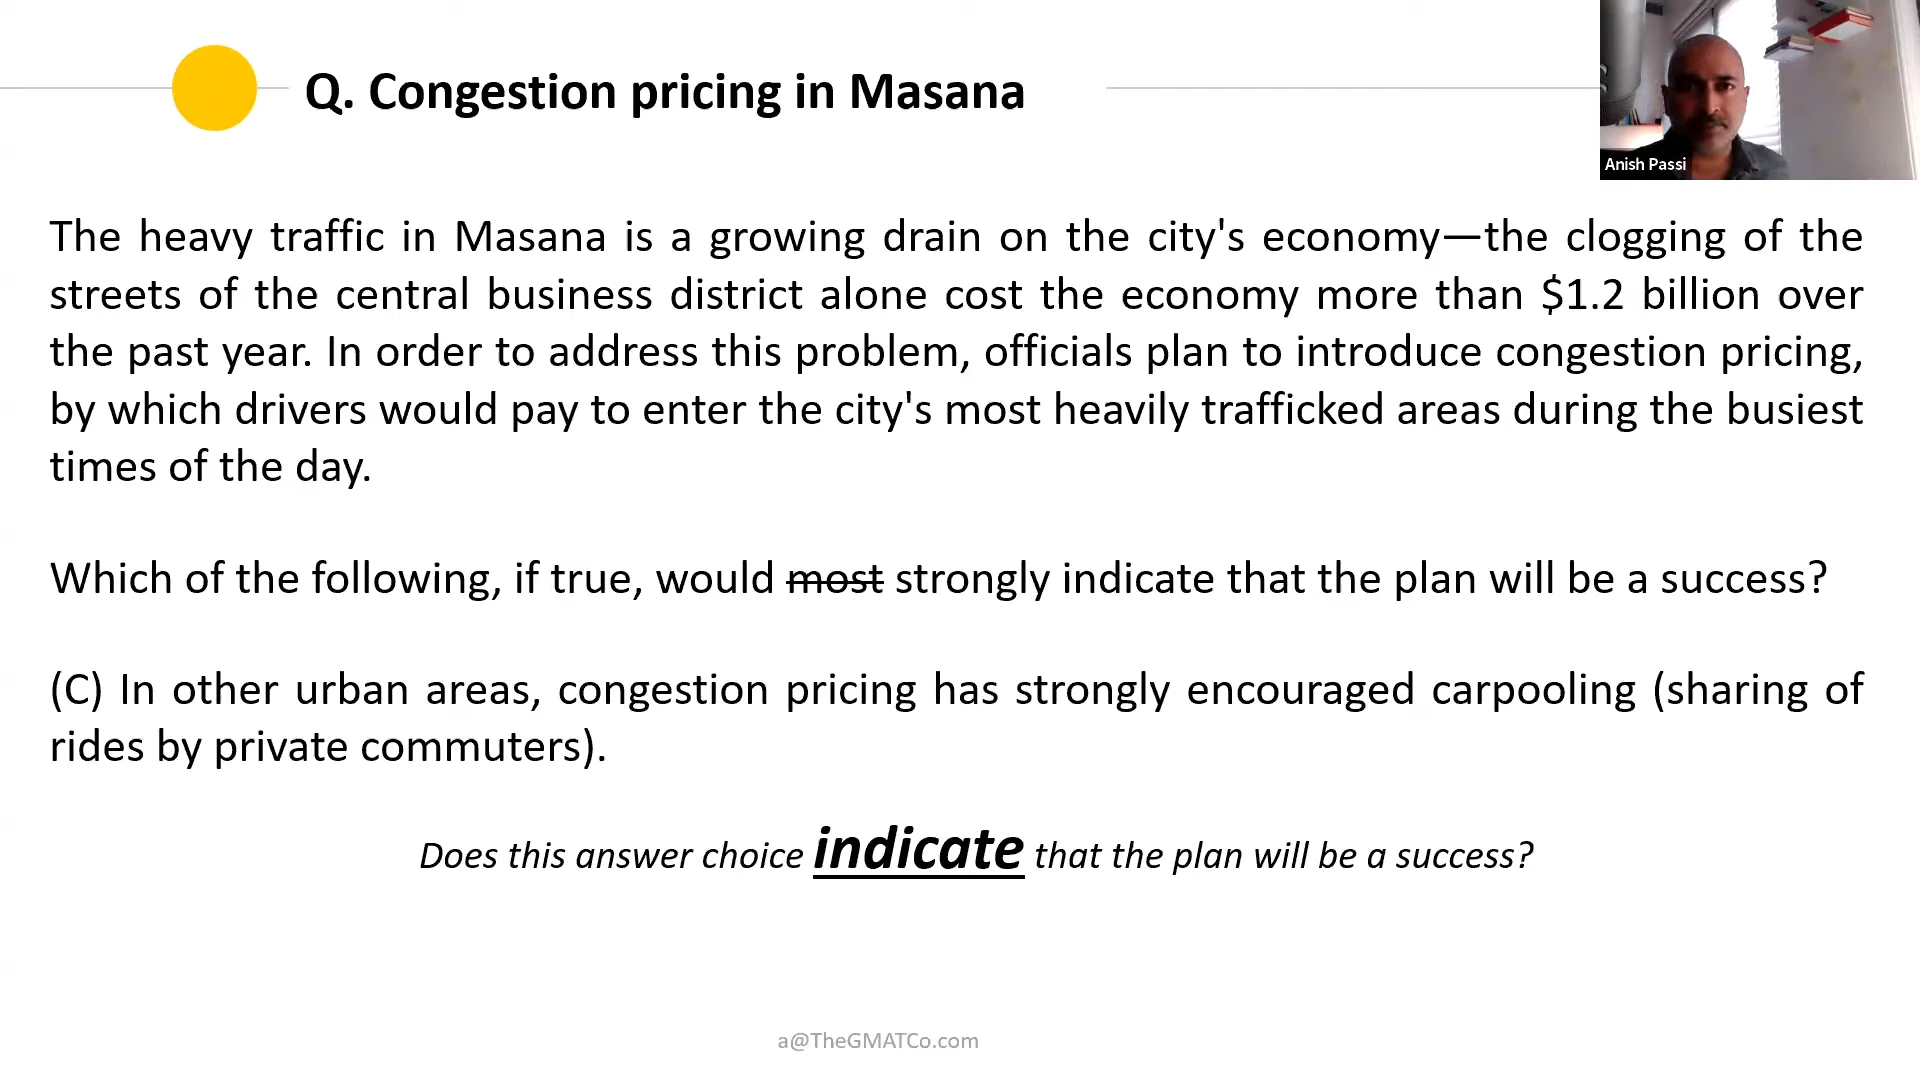 Q. Congestion pricing in Masana
Anish Passi
The heavy traffic in Masana is a growing drain on the city's economy—the clogging of the
streets of the central business district alone cost the economy more than $1.2 billion over
the past year. In order to address this problem, officials plan to introduce congestion pricing,
by which drivers would pay to enter the city's most heavily trafficked areas during the busiest
times of the day.
Which of the following, if true, would most strongly indicate that the plan will be a success?
(C) In other urban areas, congestion pricing has strongly encouraged carpooling (sharing of
rides by private commuters).
Does this answer choice indicate that the plan will be a success?
a@TheGMATCo.com